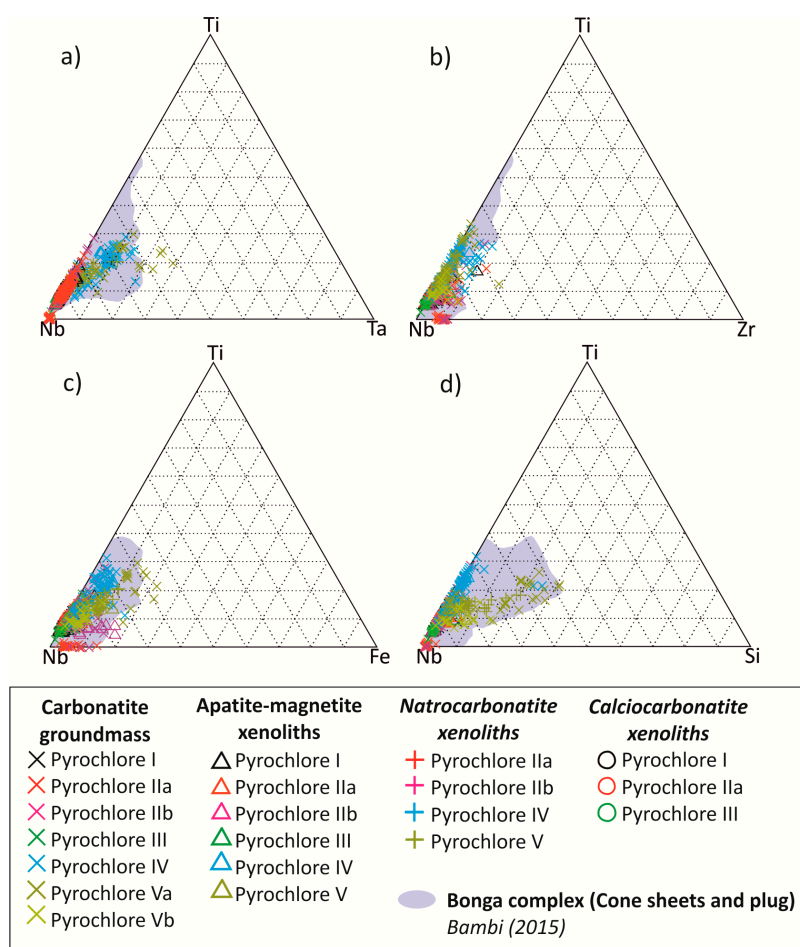 Ti
a)
Nb
Ta
Ti
b)
Nb
Zr
Ti
c)
Nb
Fe
Ti
d)
Nb
Si
Carbonatite
groundmass
Pyrochlore I
Pyrochlore IIa
Pyrochlore IIb
Pyrochlore III
Pyrochlore IV
Pyrochlore Va
Pyrochlore Vb
Apatite-magnetite
xenoliths
Pyrochlore I
Pyrochlore IIa
Pyrochlore IIb
Pyrochlore III
Pyrochlore IV
Pyrochlore V
Natrocarbonatite
xenoliths
Pyrochlore IIa
Pyrochlore IIb
Pyrochlore IV
Pyrochlore V
Calciocarbonatite
xenoliths
Pyrochlore I
Pyrochlore IIa
Pyrochlore III
Bonga complex (Cone sheets and plug)
Bambi (2015)